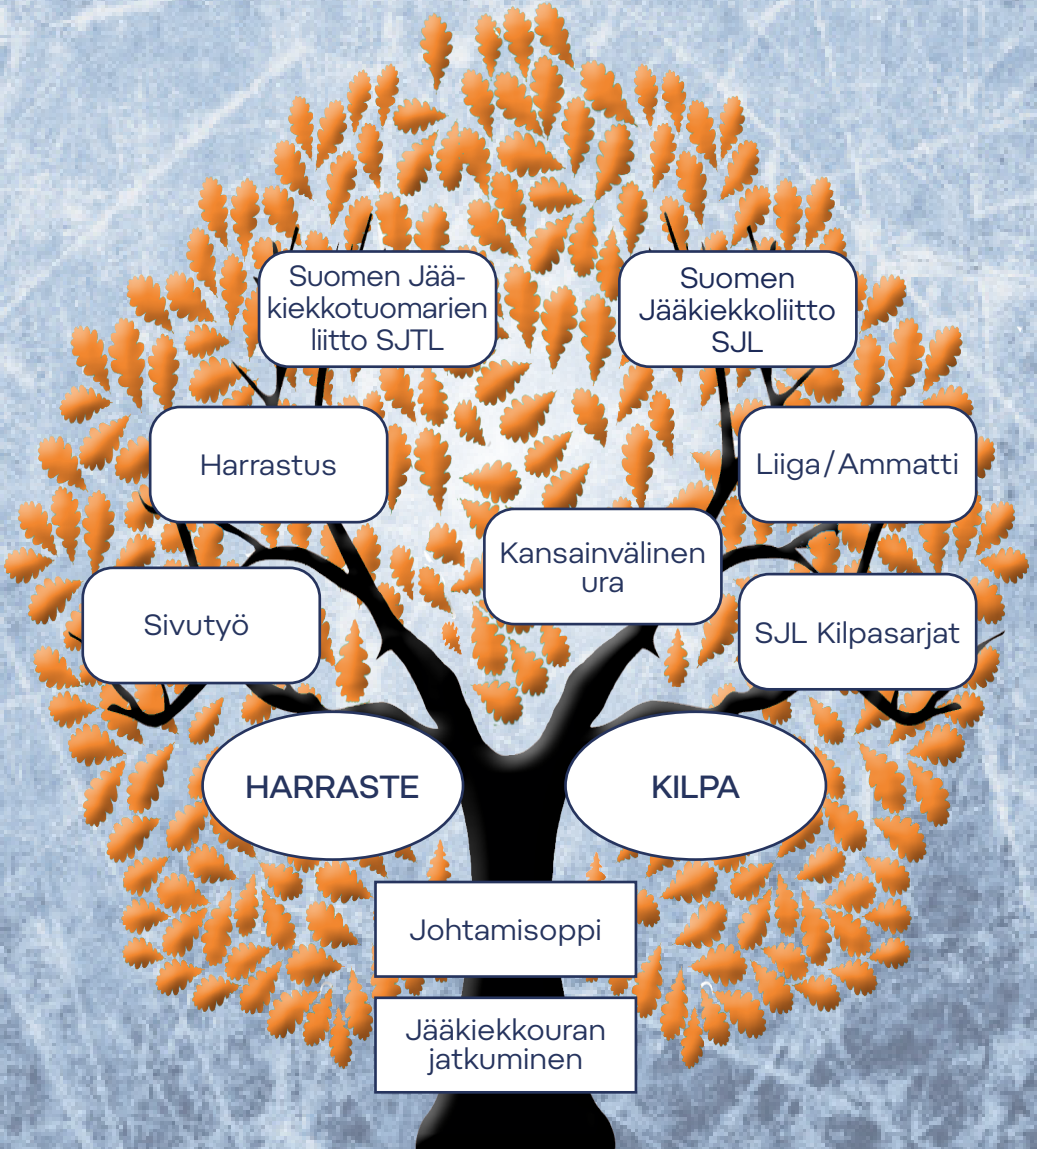 Suomen Jää-
kiekkotuomarien
liitto SJTL
Suomen
Jääkiekkoliitto
SJL
Harrastus
Liiga/Ammatti
Kansainvälinen
ura
Sivutyö
SJL Kilpasarjat
HARRASTE
KILPA
Johtamisoppi
Jääkiekkouran
jatkuminen